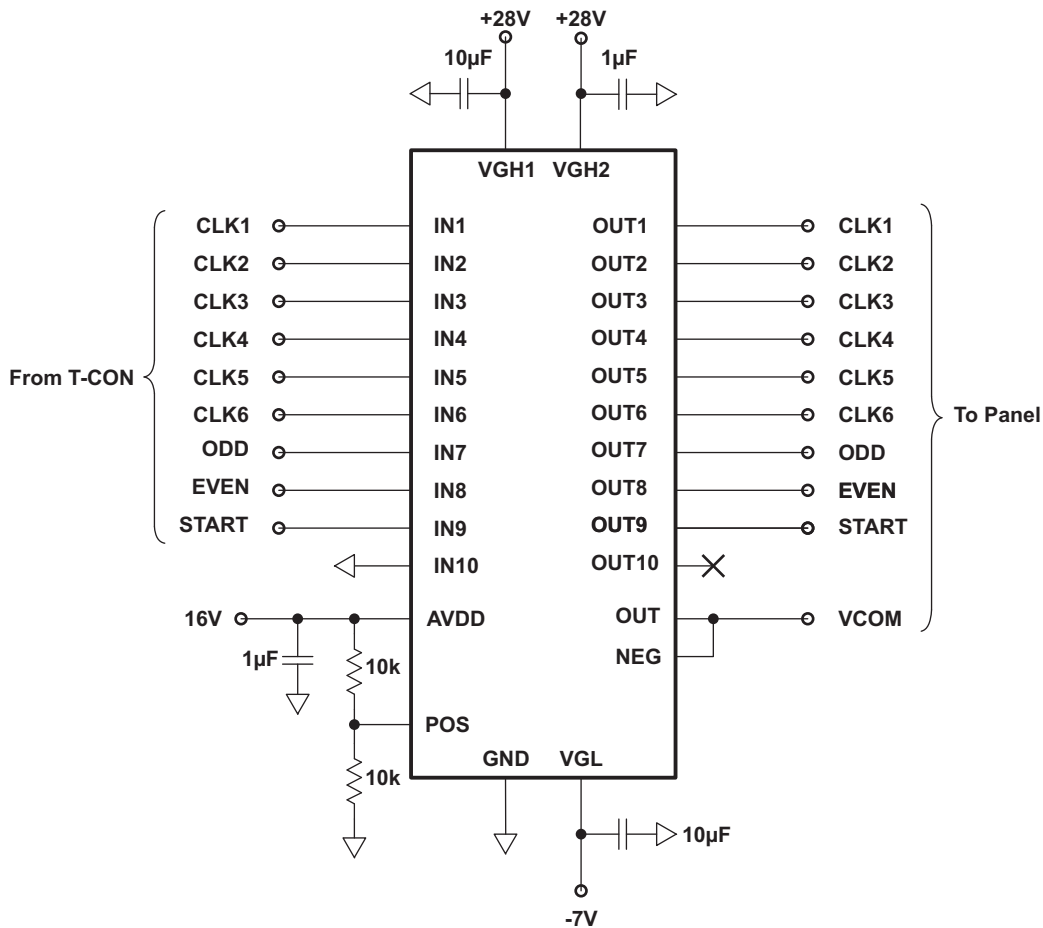 +28V +28V
10µF 1µF
VGH1 VGH2
CLK1 IN1 OUT1 CLK1
CLK2 IN2 OUT2 CLK2
CLK3 IN3 OUT3 CLK3
CLK4 IN4 OUT4 CLK4
From T-CON CLK5 IN5 OUT5 CLK5
CLK6 IN6 OUT6 CLK6 To Panel
ODD IN7 OUT7 ODD
EVEN IN8 OUT8 EVEN
START IN9 OUT9 START
IN10 OUT10
16V AVDD OUT VCOM
1µF 10k NEG
POS
10k GND VGL
10µF
-7V